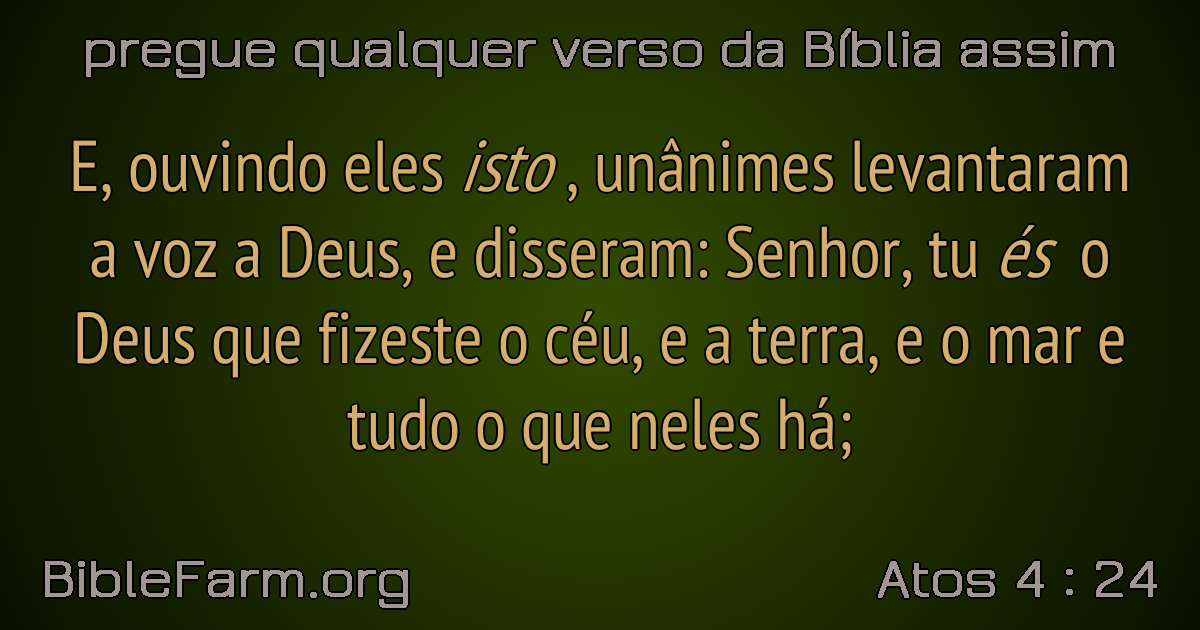 pregue qualquer verso da Bíblia assim
E, ouvindo eles isto , unânimes levantaram
a voz a Deus, e disseram: Senhor, tu és o
Deus que fizeste o céu, e a terra, e o mar e
tudo o que neles há;
BibleFarm.org
Atos 4 : 24